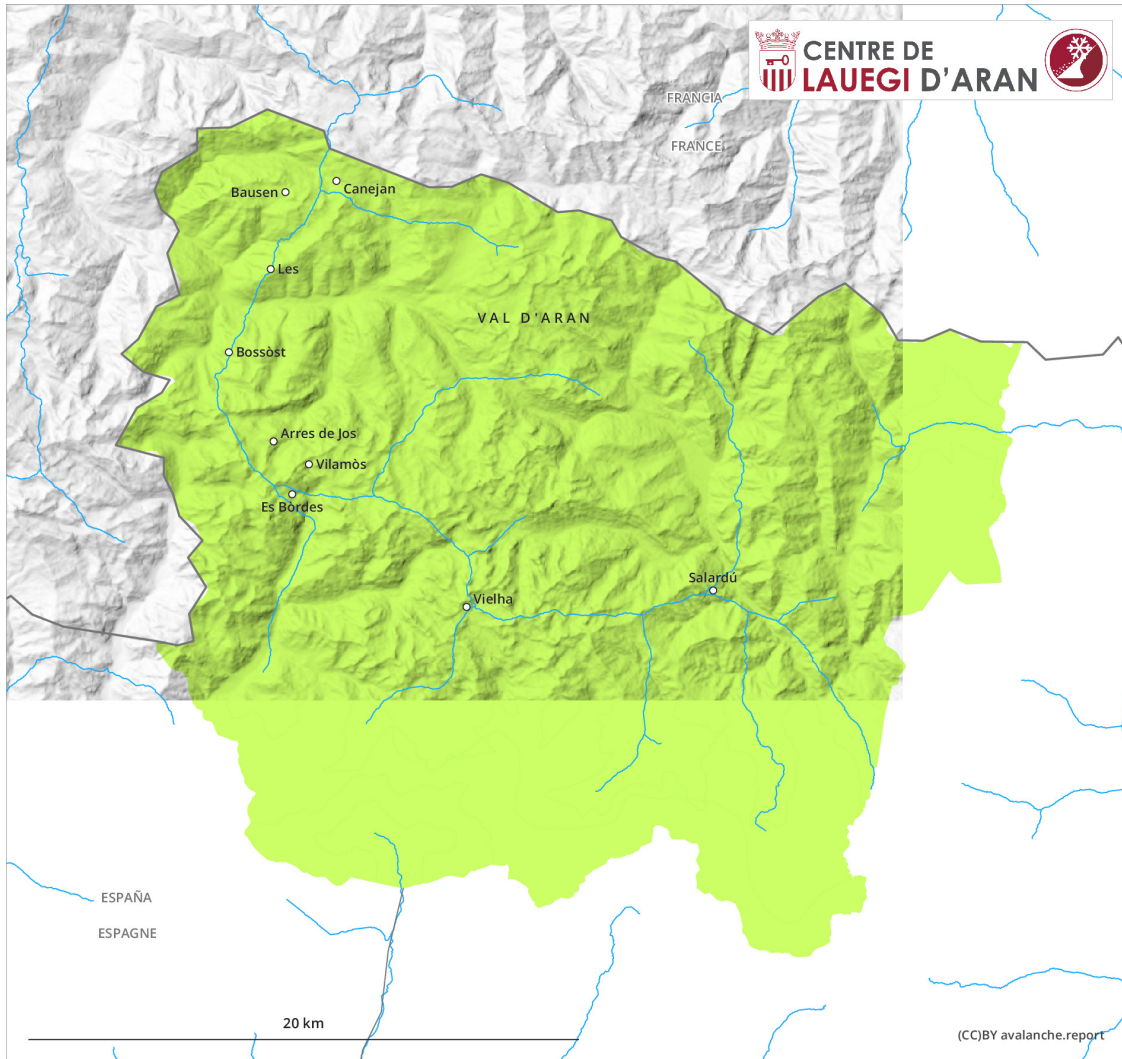 CENTRE DE
LAUEGI D'ARAN
FRANCIA
FRANCE
Bausen
Canejan
Les
VAL D'ARAN
Bossòst
Arres de Jos
Vilamòs
Es Bòrdes
Salardú
Vielha
ESPAÑA
ESPAGNE
20 km
(CC)BY avalanche.report